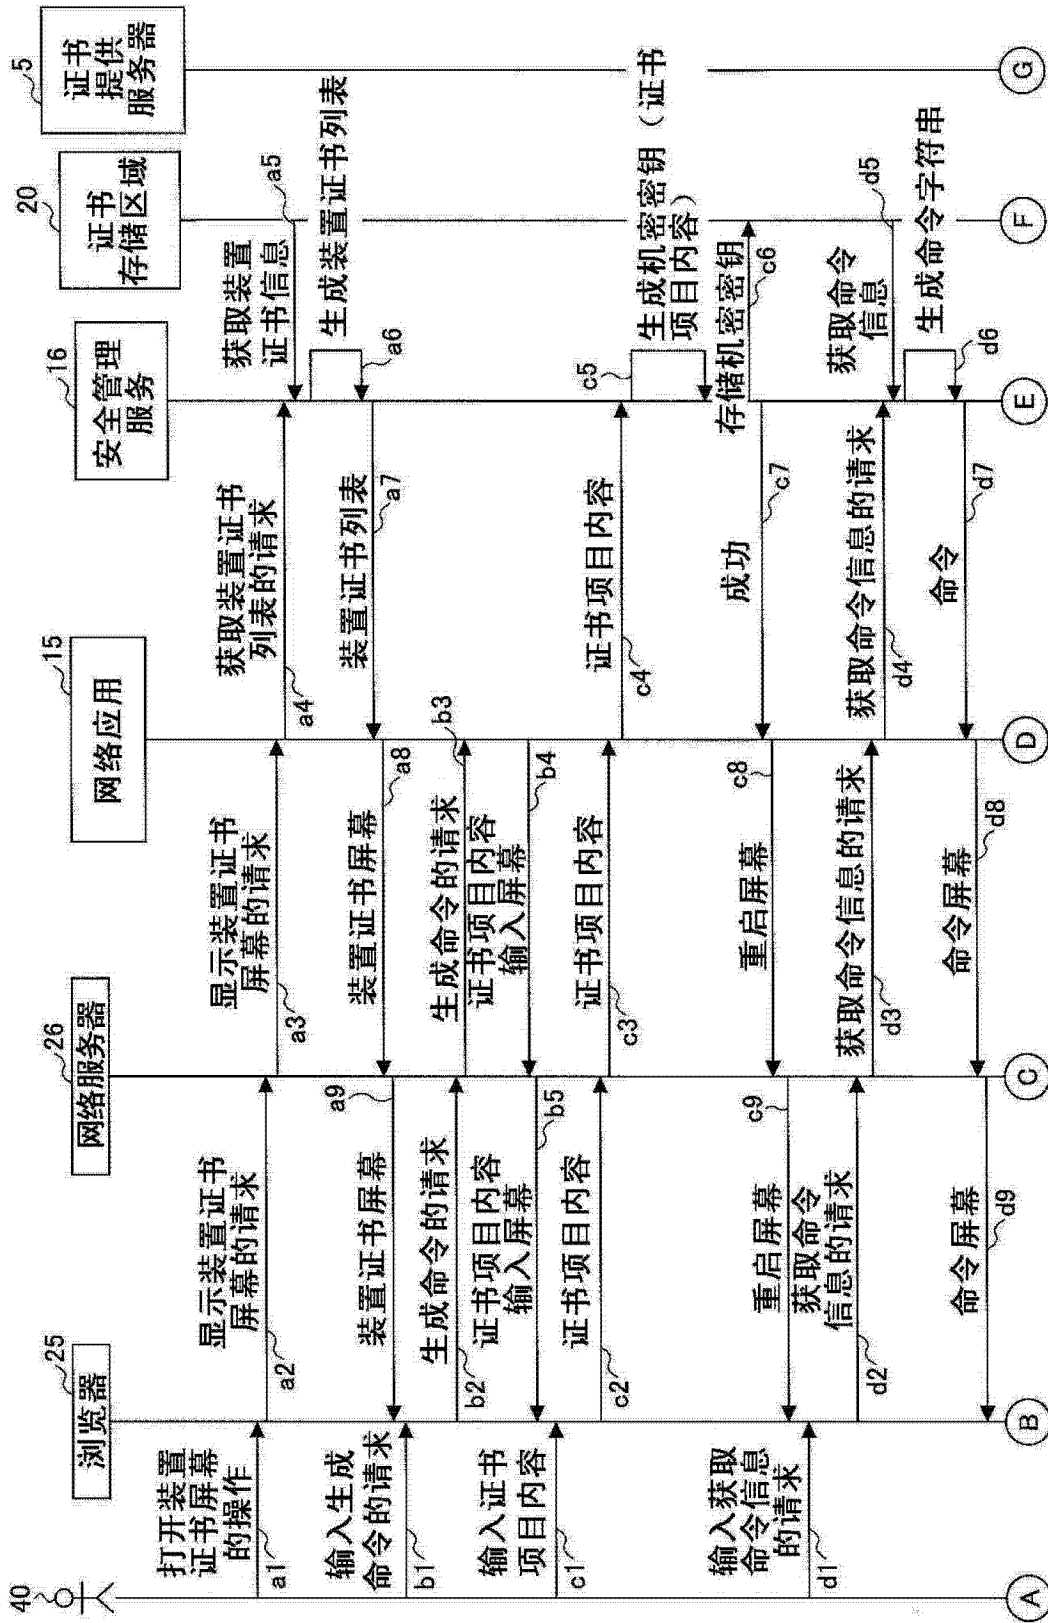 40
浏览器
25
网络服务器
26
网络应用
15
安全管理
服务
16
证书
存储区域
20
证书
提供
服务器
5
打开装置
证书屏幕
的操作
a1
显示装置证书
屏幕的请求
a2
显示装置证书
屏幕的请求
a3
获取装置证书
列表的请求
a4
获取装置
证书信息
a5
生成装置证书列表
a6
装置证书列表
a7
装置证书屏幕
a8
装置证书屏幕
a9
输入生成
命令的请求
b1
生成命令的请求
b2
生成命令的请求
b3
证书项目内容
输入屏幕
b4
证书项目内容
输入屏幕
b5
输入证书
项目内容
c1
证书项目内容
c2
证书项目内容
c3
证书项目内容
c4
生成机密密钥（证书
项目内容）
c5
存储机密密钥
c6
成功
c7
重启屏幕
c8
重启屏幕
c9
输入获取
命令信息
的请求
d1
获取命令
信息的请求
d2
获取命令信息的请求
d3
获取命令信息的请求
d4
获取命令
信息
d5
生成命令字符串
d6
命令
d7
命令屏幕
d8
命令屏幕
d9
A
B
C
D
E
F
G